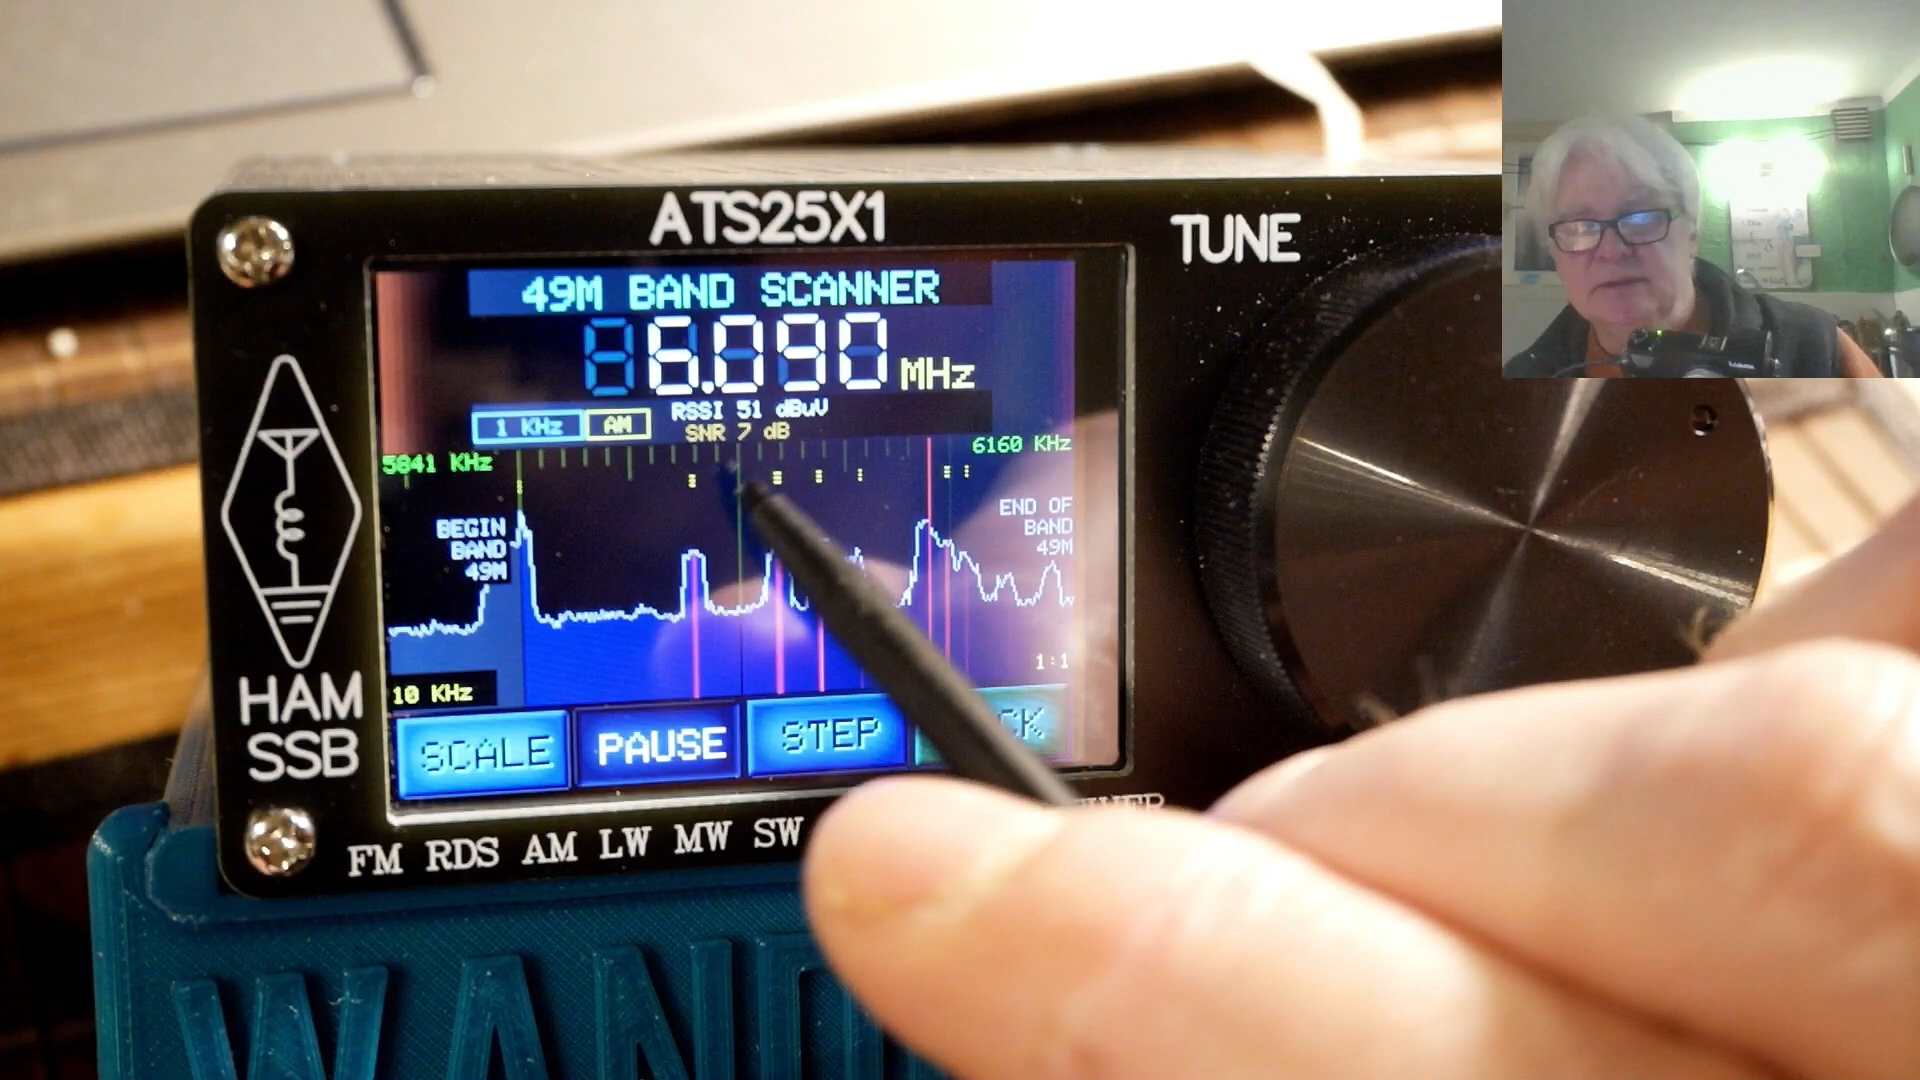 ATS25X1
TUNE
49M BAND SCANNER
6.090 MHz
1 KHz AM RSSI 51 dBuV
SNR 7 dB
5841 KHz
6160 KHz
BEGIN
BAND
49M
END OF
BAND
49M
1:1
10 KHz
SCALE PAUSE STEP
HAM
SSB
FM RDS AM LW MW SW